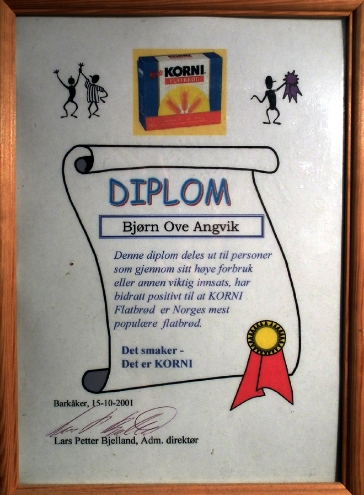 KORNI
FLATBRØD
DIPLOM
Bjørn Ove Angvik
Denne diplom deles ut til personer
som gjennom sitt høye forbruk
eller annen viktig innsats, har
bidratt positivt til at KORNI
Flatbrød er Norges mest
populære flatbrød.
Det smaker -
Det er KORNI
Barkåker, 15-10-2001
Lars Petter Bjelland, Adm. direktør